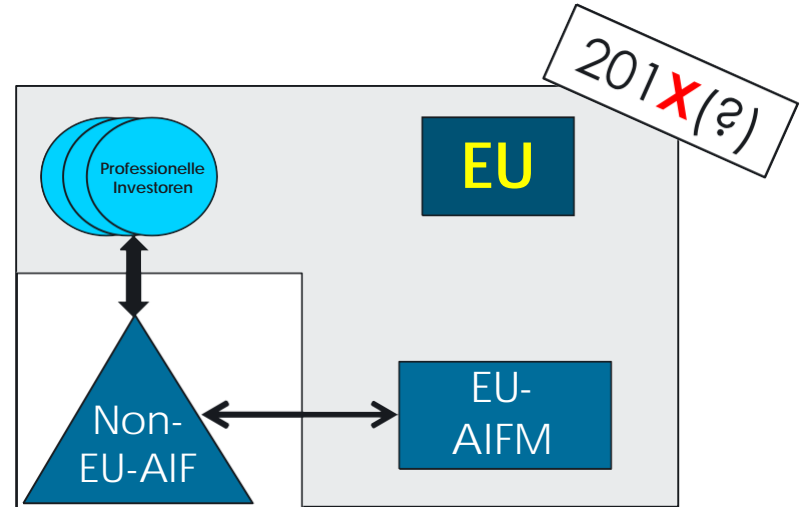 201X(?)
Professionelle
Investoren
EU
Non-
EU-AIF
EU-
AIFM